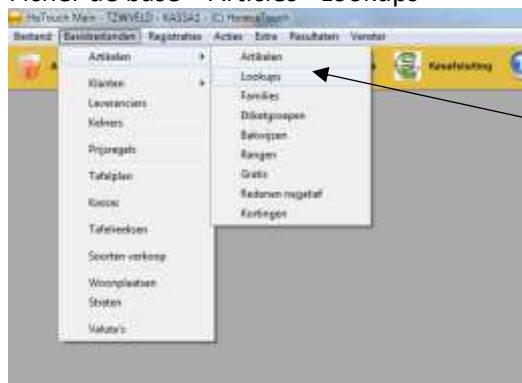 Fichier de base – Articles - Lookups
HoTouch Main - TZWVELD - KASSA2 - (C) HorecaTouch
Bestand Basisbestanden Registraties Acties Extra Resultaten Venster
Kassafsluiting
Artikelen
Klanten
Leveranciers
Kelners
Prijsregels
Tafelplan
Kassas
Tafelreeksen
Soorten verkoop
Woonplaatsen
Straten
Valuta's
Artikelen
Lookups
Families
Etiketgroepen
Bakwijzen
Rangen
Gratis
Redenen negatief
Kortingen